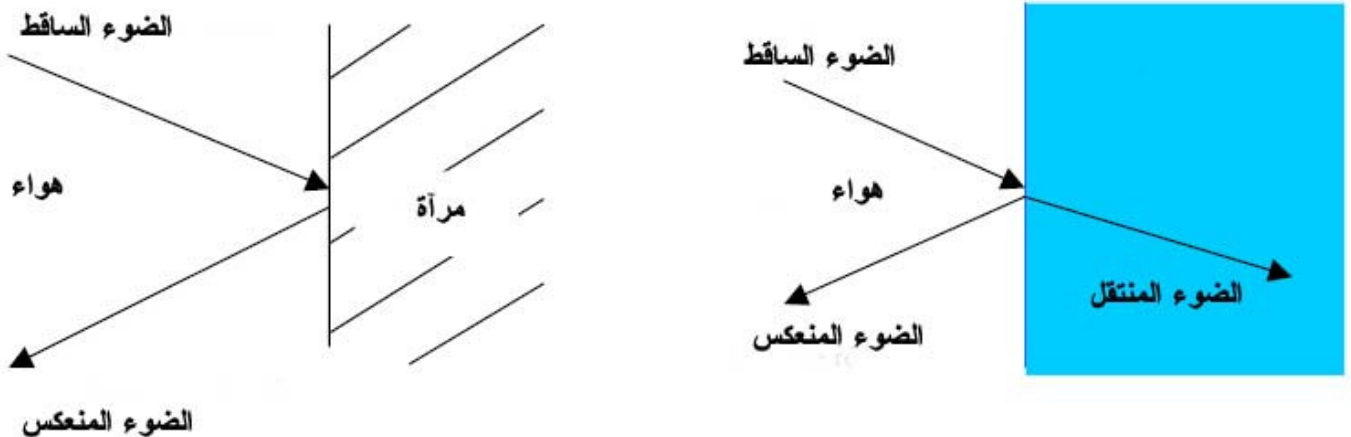 الضوء الساقط
هواء
مرآة
الضوء المنعكس
الضوء الساقط
هواء
الضوء المنتقل
الضوء المنعكس